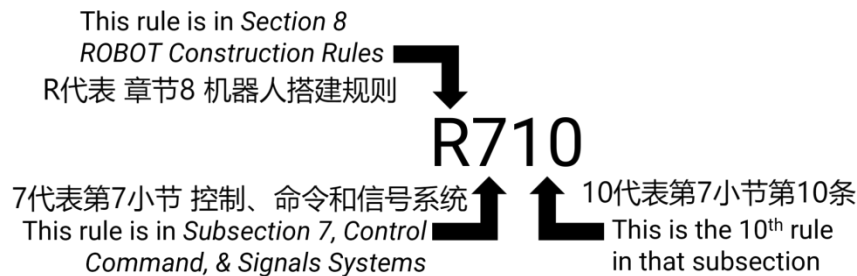 This rule is in Section 8
ROBOT Construction Rules
R代表 章节8 机器人搭建规则
R710
7代表第7小节 控制、命令和信号系统
This rule is in Subsection 7, Control
Command, & Signals Systems
10代表第7小节第10条
This is the 10th rule
in that subsection